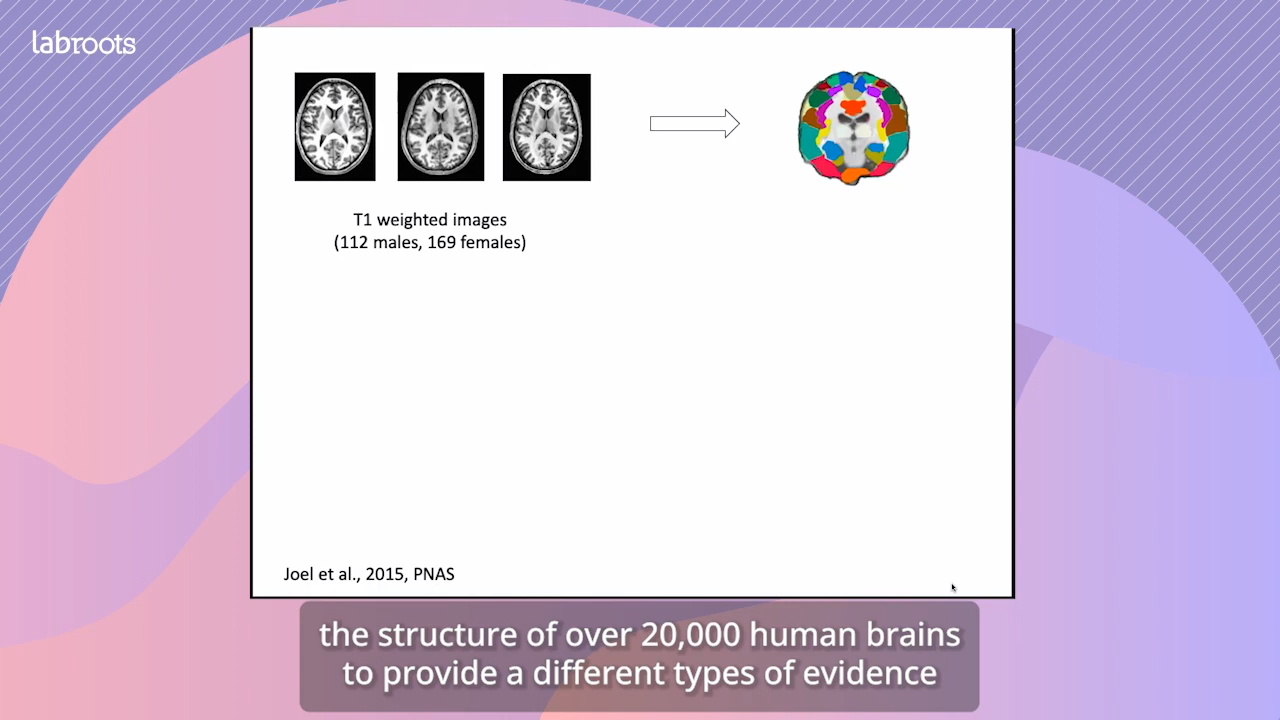 labroots
T1 weighted images
(112 males, 169 females)
Joel et al., 2015, PNAS
the structure of over 20,000 human brains
to provide a different types of evidence